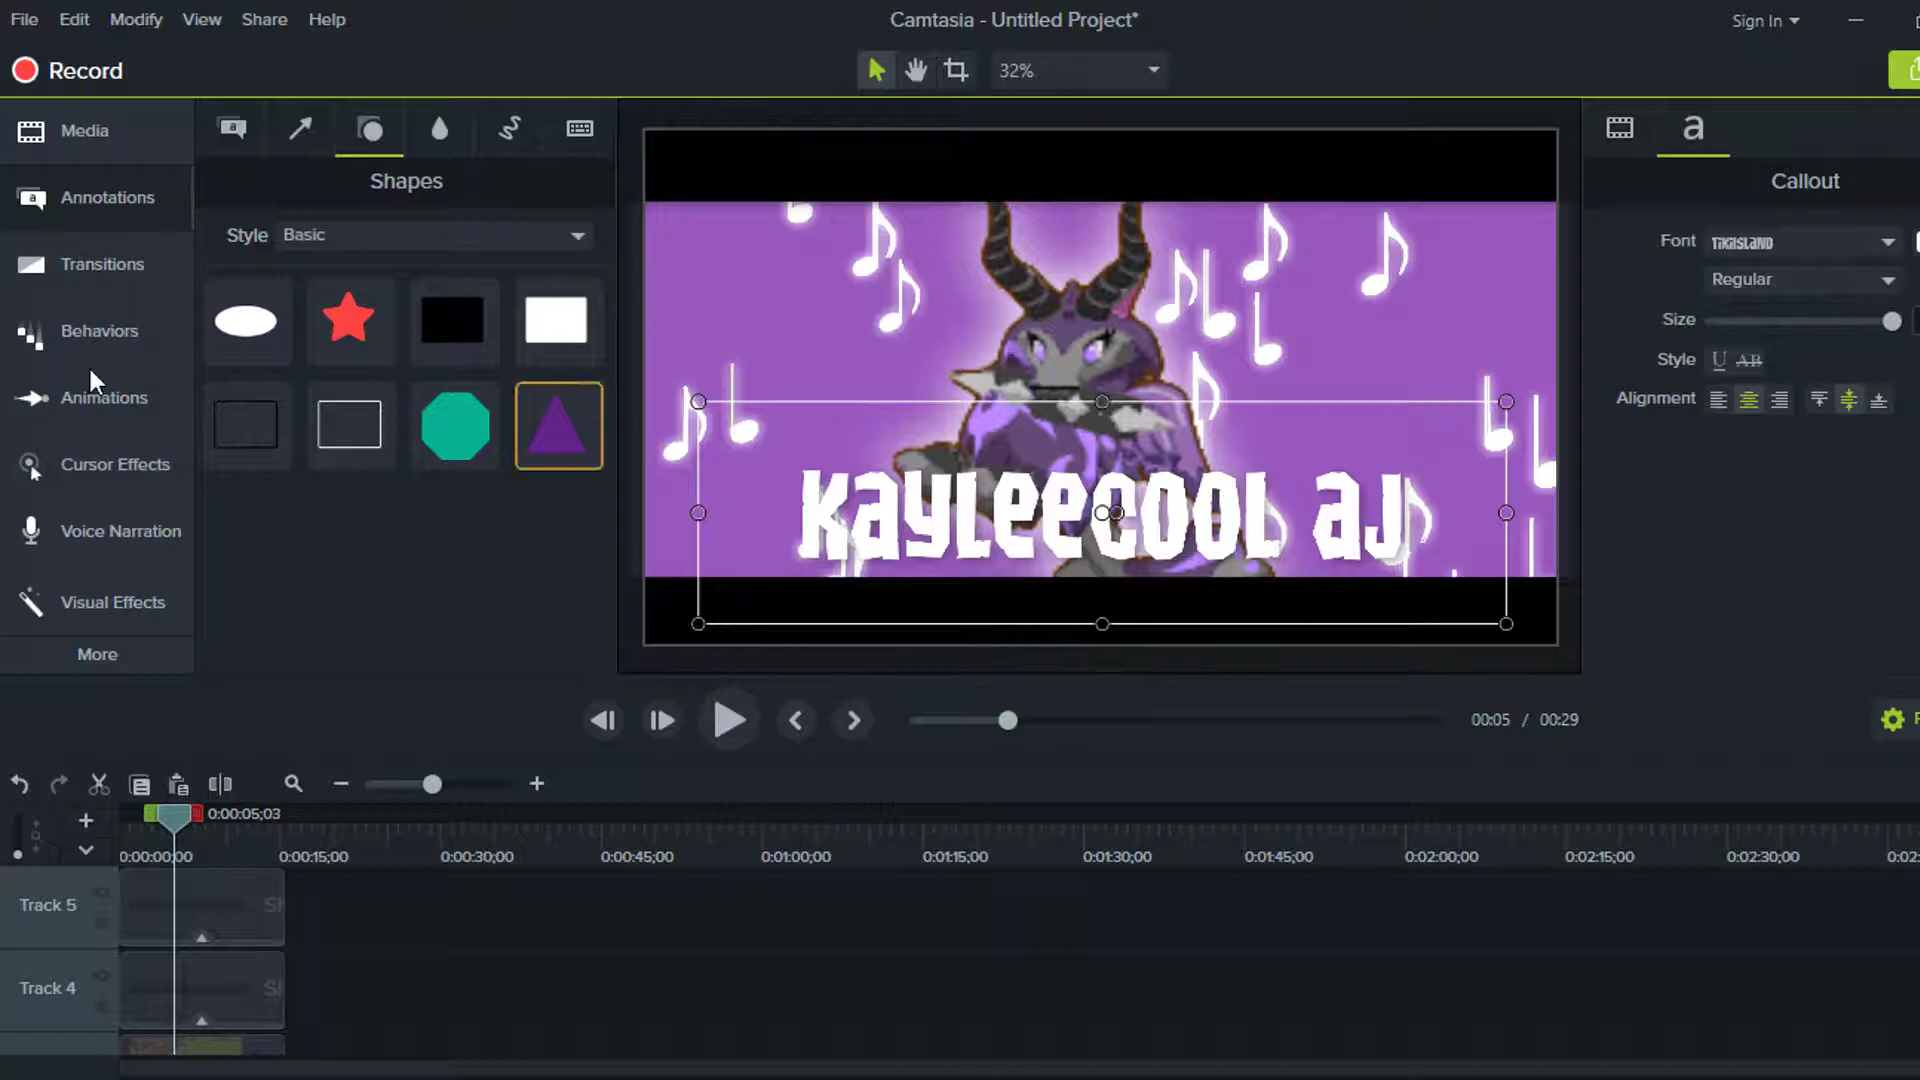 File Edit Modify View Share Help
Camtasia - Untitled Project*
Sign In
Record
32%
Media
Annotations
Transitions
Behaviors
Animations
Cursor Effects
Voice Narration
Visual Effects
More
a
Shapes
Style Basic
KayLeecool aJ
a
Callout
Font TIKIISLAND
Regular
Size
Style U AB
Alignment
00:05 / 00:29
0:00:05;03
0:00:00;00 0:00:15;00 0:00:30;00 0:00:45;00 0:01:00;00 0:01:15;00 0:01:30;00 0:01:45;00 0:02:00;00 0:02:15;00 0:02:30;00
Track 5
Track 4